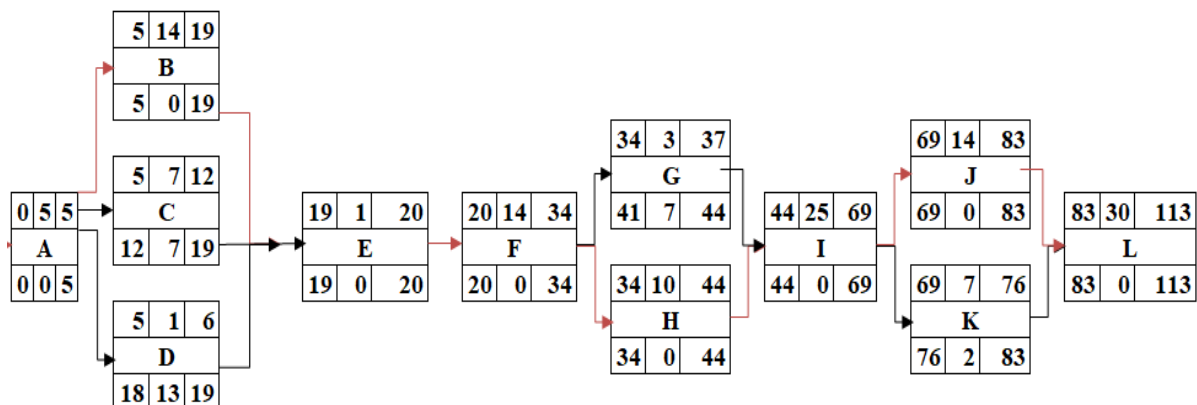 5 14 19
B
5 0 19
5 7 12
C
12 7 19
0 5 5
A
0 0 5
5 1 6
D
18 13 19
19 1 20
E
19 0 20
20 14 34
F
20 0 34
34 3 37
G
41 7 44
34 10 44
H
34 0 44
44 25 69
I
44 0 69
69 14 83
J
69 0 83
69 7 76
K
76 2 83
83 30 113
L
83 0 113